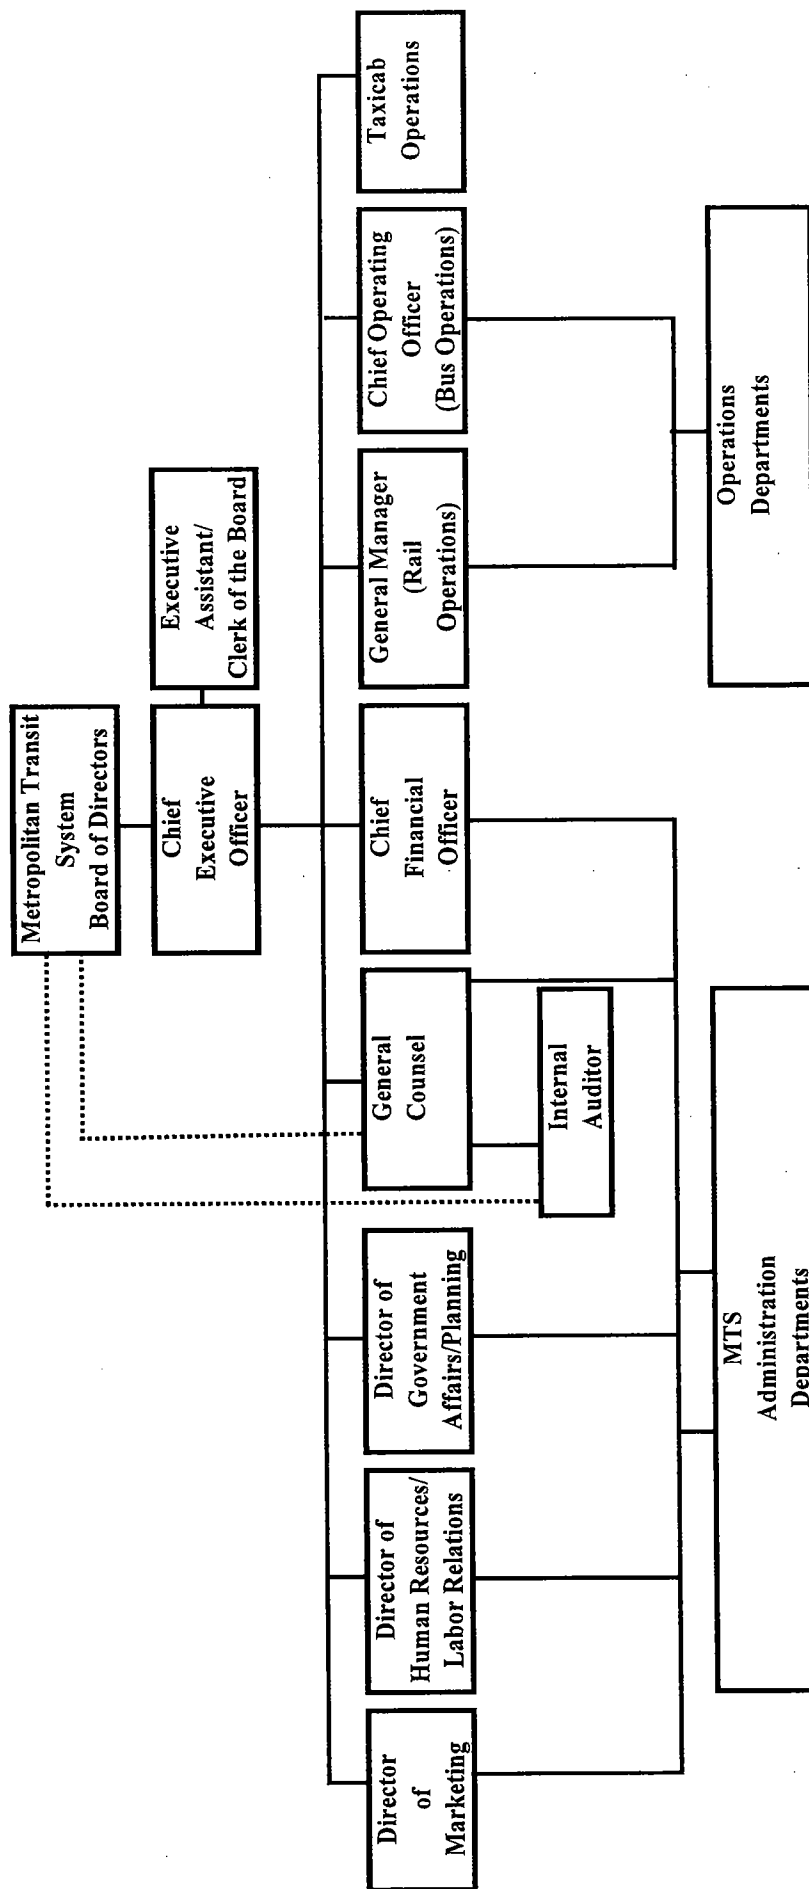 Metropolitan Transit
System
Board of Directors
Chief
Executive
Officer
Executive
Assistant/
Clerk of the Board
Director
of
Marketing
Director of
Human Resources/
Labor Relations
Director of
Government
Affairs/Planning
General
Counsel
Chief
Financial
Officer
General Manager
(Rail
Operations)
Chief Operating
Officer
(Bus Operations)
Taxicab
Operations
Internal
Auditor
MTS
Administration
Departments
Operations
Departments